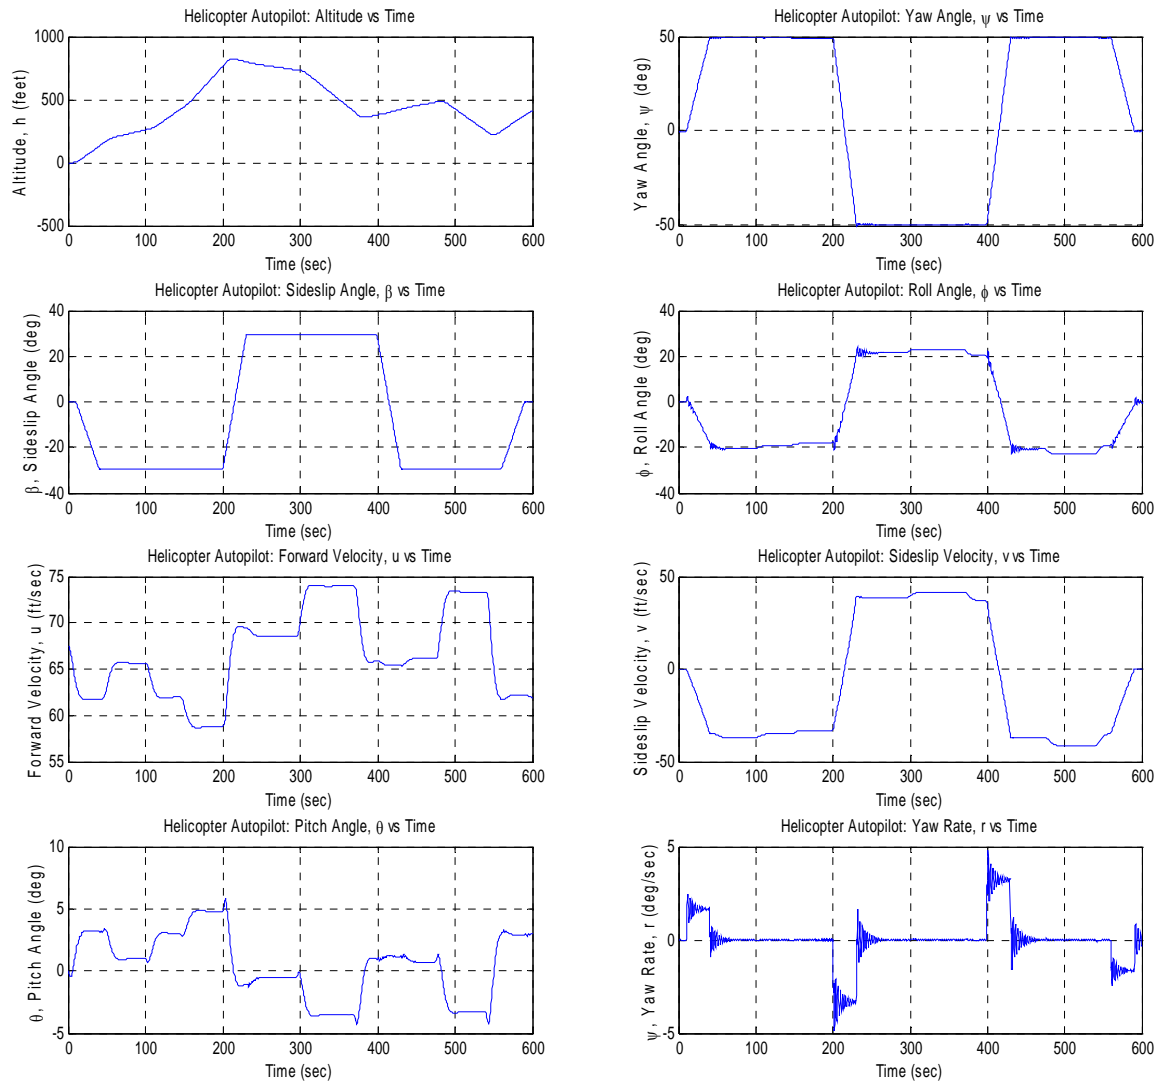 Helicopter Autopilot: Altitude vs Time
Altitude, h (feet)
1000
500
0
-500
0 100 200 300 400 500 600
Time (sec)
Helicopter Autopilot: Yaw Angle, ψ vs Time
Yaw Angle, ψ (deg)
50
0
-50
0 100 200 300 400 500 600
Time (sec)
Helicopter Autopilot: Sideslip Angle, β vs Time
β, Sideslip Angle (deg)
40
20
0
-20
-40
0 100 200 300 400 500 600
Time (sec)
Helicopter Autopilot: Roll Angle, ϕ vs Time
ϕ, Roll Angle (deg)
40
20
0
-20
-40
0 100 200 300 400 500 600
Time (sec)
Helicopter Autopilot: Forward Velocity, u vs Time
Forward Velocity, u (ft/sec)
75
70
65
60
55
0 100 200 300 400 500 600
Time (sec)
Helicopter Autopilot: Sideslip Velocity, v vs Time
Sideslip Velocity, v (ft/sec)
50
0
-50
0 100 200 300 400 500 600
Time (sec)
Helicopter Autopilot: Pitch Angle, θ vs Time
θ, Pitch Angle (deg)
10
5
0
-5
0 100 200 300 400 500 600
Time (sec)
Helicopter Autopilot: Yaw Rate, r vs Time
ψ, Yaw Rate, r (deg/sec)
5
0
-5
0 100 200 300 400 500 600
Time (sec)